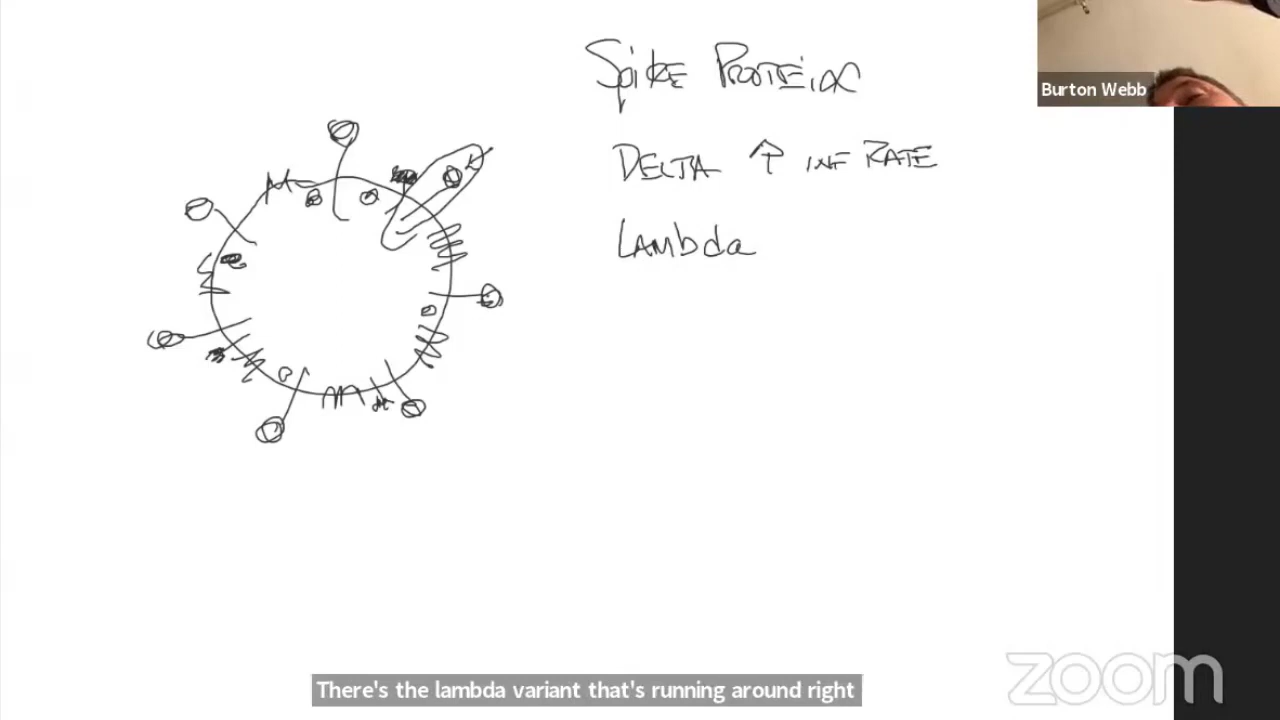 Spike PROTEIN
Burton Webb
DELTA ↑ INF RATE
LAMbda
There's the lambda variant that's running around right
zoom